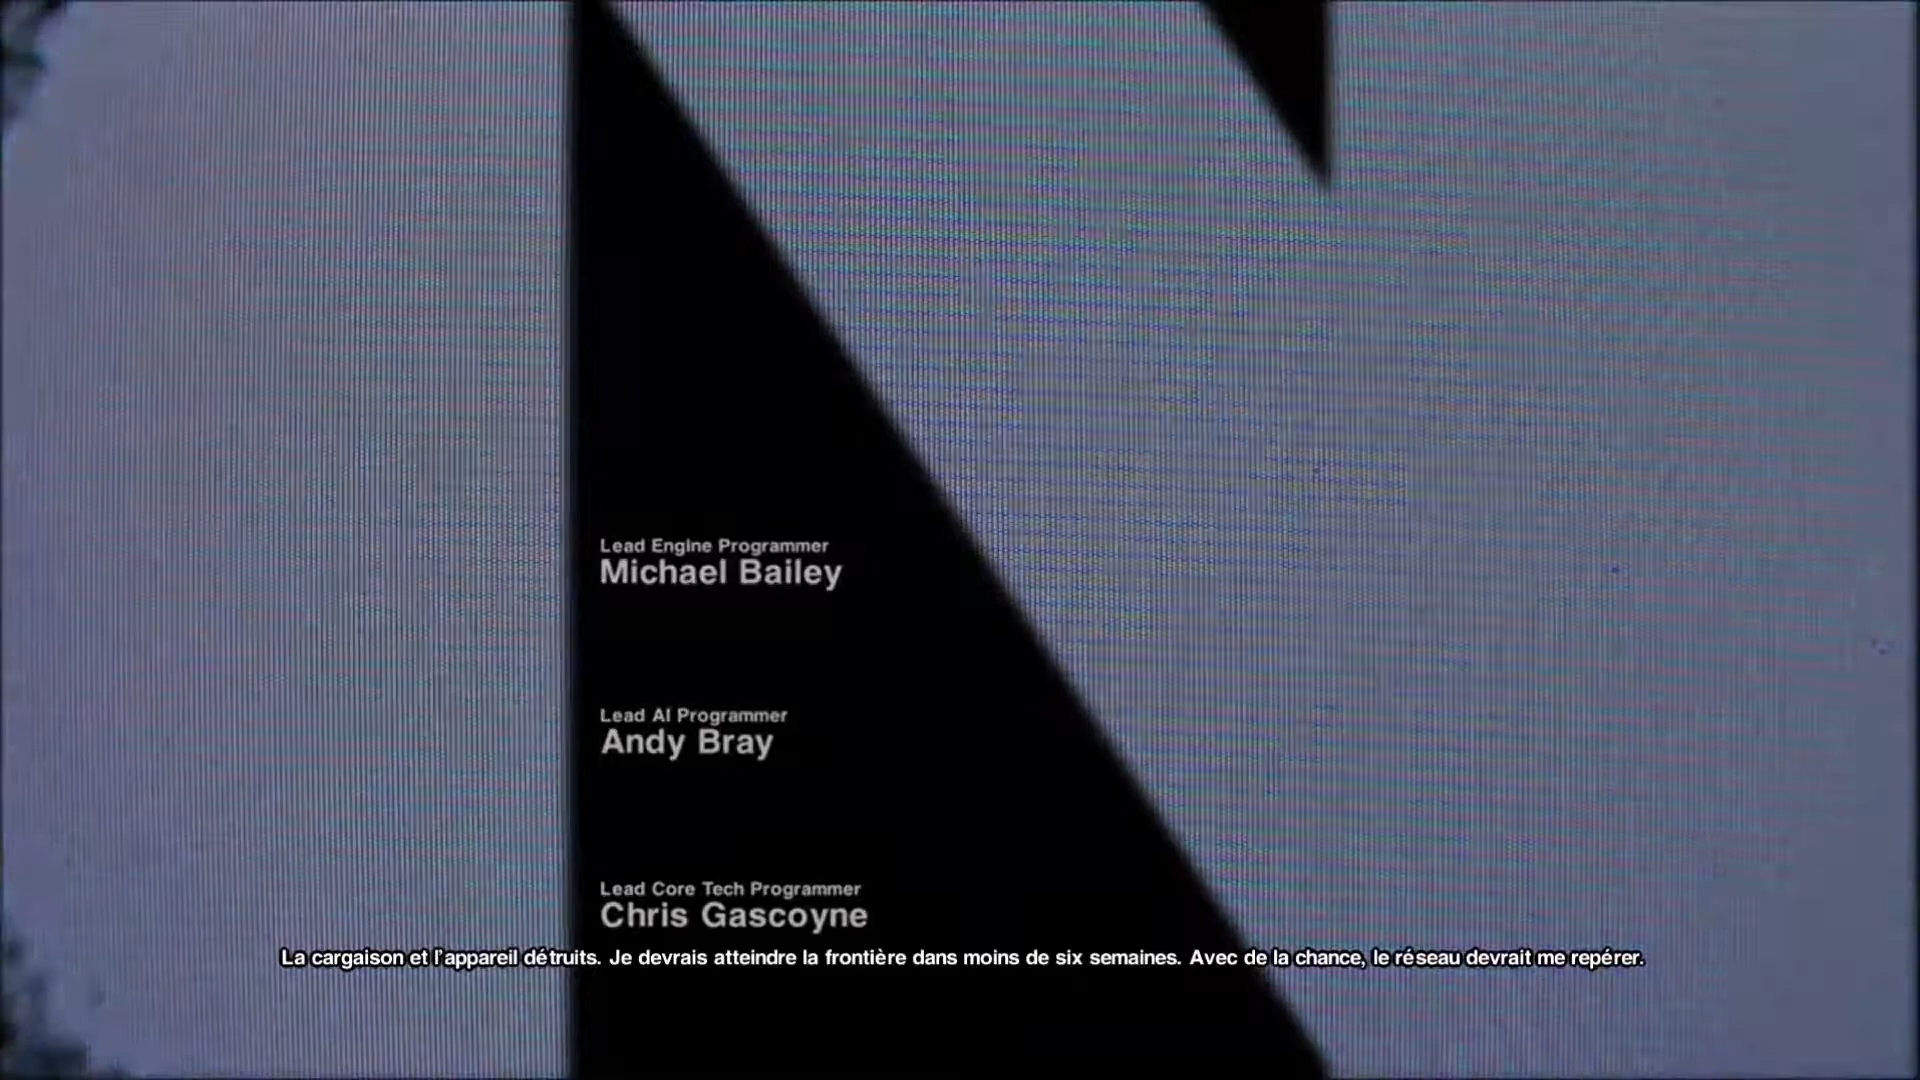 Lead Engine Programmer
Michael Bailey
Lead AI Programmer
Andy Bray
Lead Core Tech Programmer
Chris Gascoyne
La cargaison et l'appareil détruits. Je devrais atteindre la frontière dans moins de six semaines. Avec de la chance, le réseau devrait me repérer.